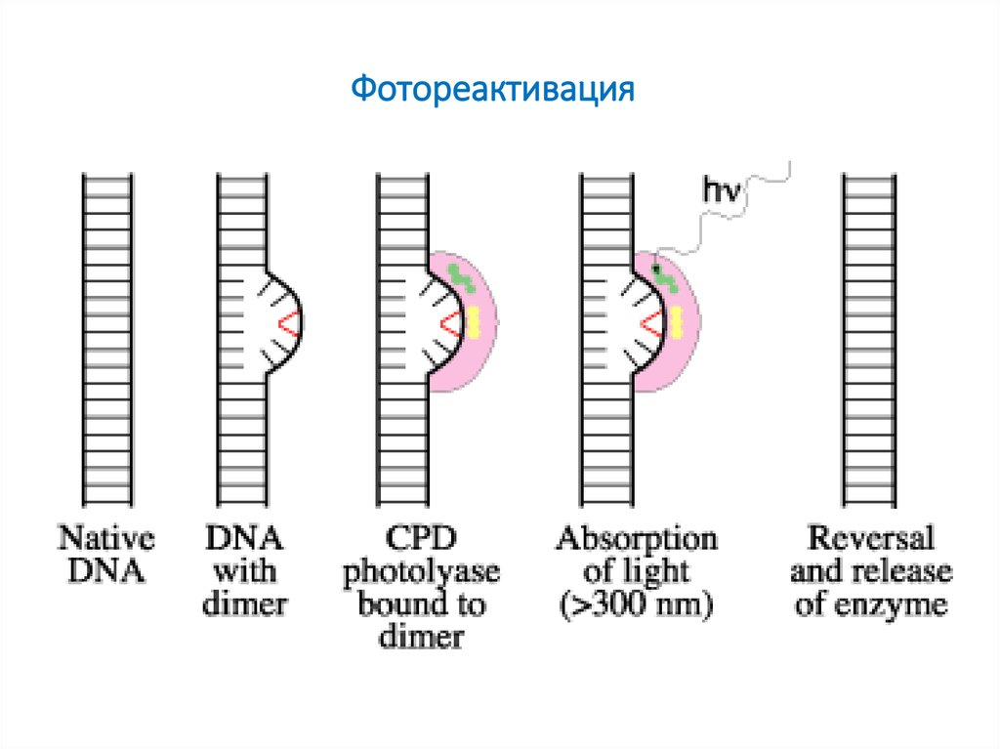 Фотореактивация
hν
Native
DNA
DNA
with
dimer
CPD
photolyase
bound to
dimer
Absorption
of light
(>300 nm)
Reversal
and release
of enzyme